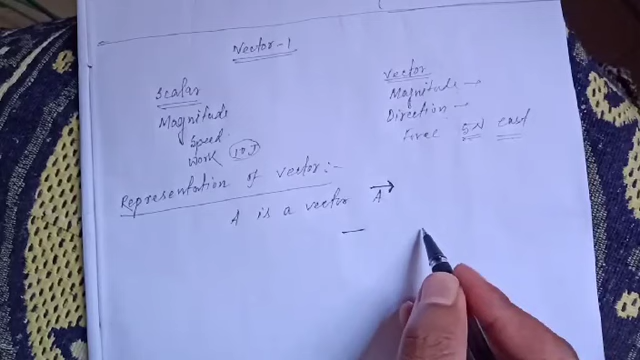 Vector-1
Scalar
Magnitude
Speed
Work 10J
Vector
Magnitude →
Direction →
Force 5N east
Representation of vector:-
A is a vector A⃗